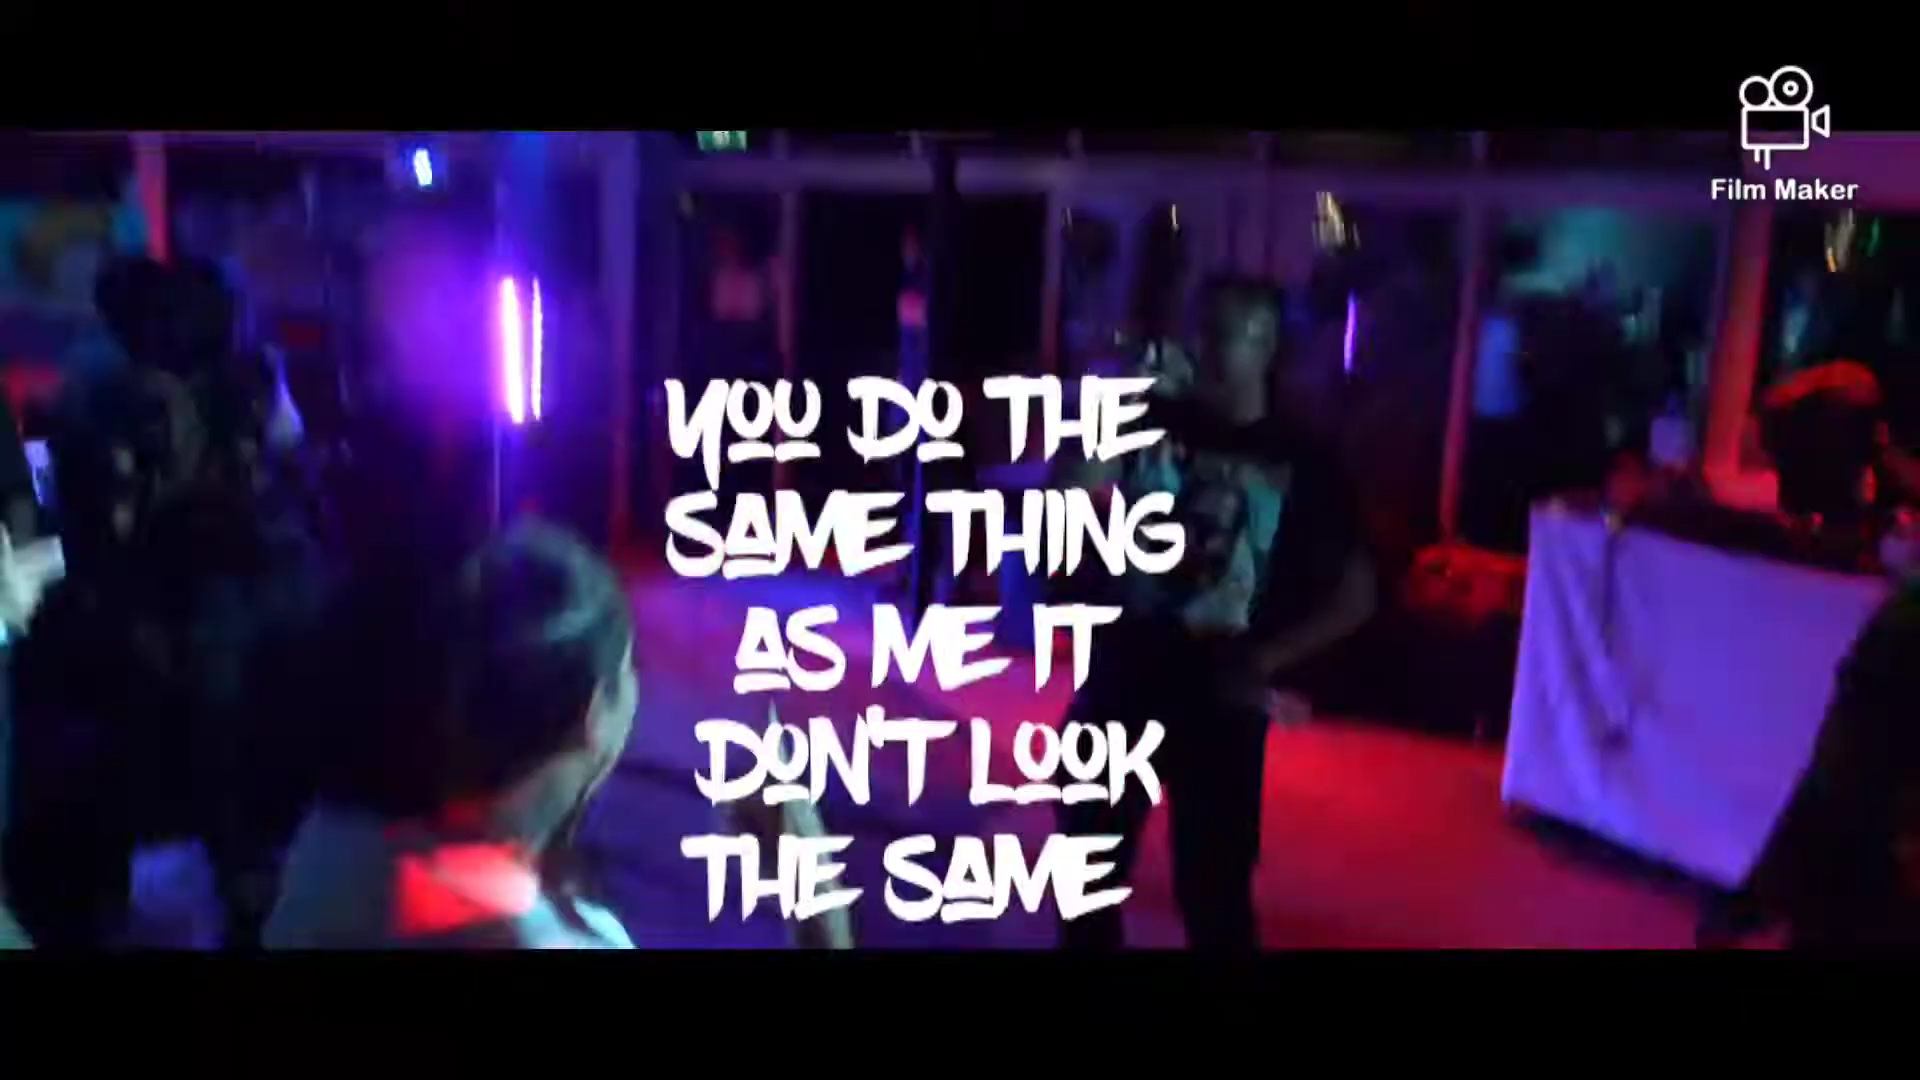 Film Maker
YOU DO THE
SAME THING
AS ME IT
DON'T LOOK
THE SAME